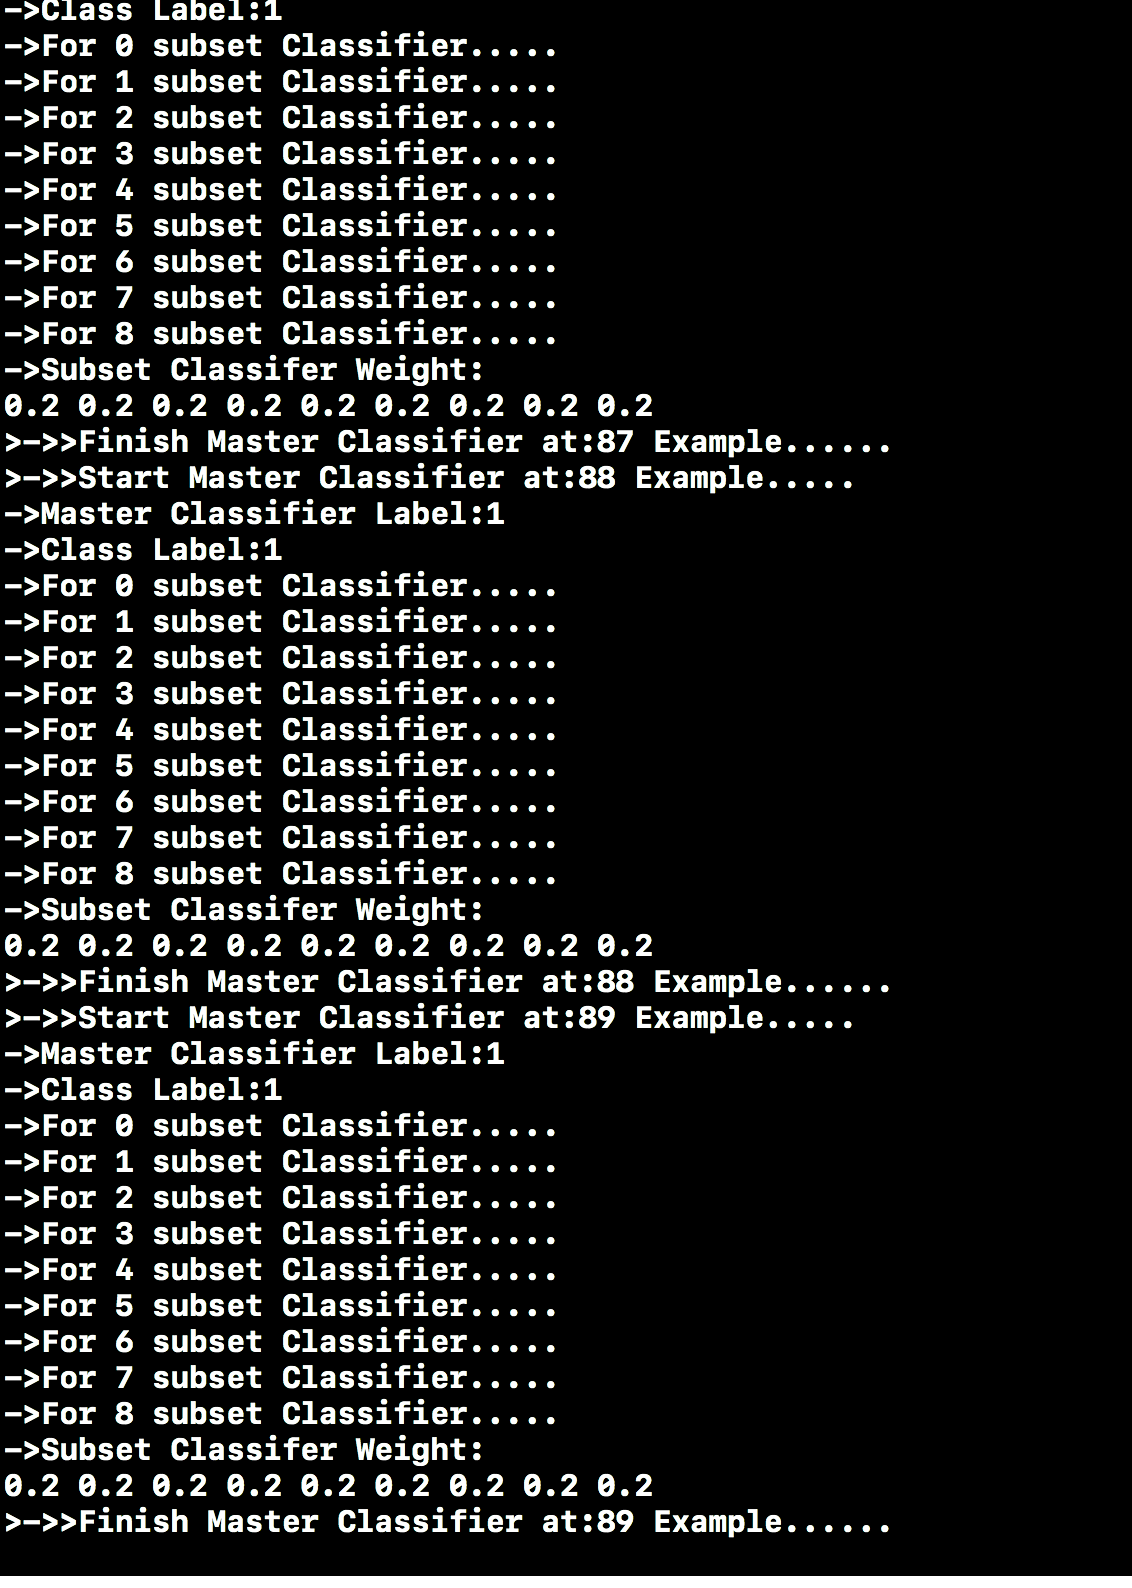 ->Class Label:1
->For 0 subset Classifier.....
->For 1 subset Classifier.....
->For 2 subset Classifier.....
->For 3 subset Classifier.....
->For 4 subset Classifier.....
->For 5 subset Classifier.....
->For 6 subset Classifier.....
->For 7 subset Classifier.....
->For 8 subset Classifier.....
->Subset Classifer Weight:
0.2 0.2 0.2 0.2 0.2 0.2 0.2 0.2 0.2
>->>Finish Master Classifier at:87 Example......
>->>Start Master Classifier at:88 Example.....
->Master Classifier Label:1
->Class Label:1
->For 0 subset Classifier.....
->For 1 subset Classifier.....
->For 2 subset Classifier.....
->For 3 subset Classifier.....
->For 4 subset Classifier.....
->For 5 subset Classifier.....
->For 6 subset Classifier.....
->For 7 subset Classifier.....
->For 8 subset Classifier.....
->Subset Classifer Weight:
0.2 0.2 0.2 0.2 0.2 0.2 0.2 0.2 0.2
>->>Finish Master Classifier at:88 Example......
>->>Start Master Classifier at:89 Example.....
->Master Classifier Label:1
->Class Label:1
->For 0 subset Classifier.....
->For 1 subset Classifier.....
->For 2 subset Classifier.....
->For 3 subset Classifier.....
->For 4 subset Classifier.....
->For 5 subset Classifier.....
->For 6 subset Classifier.....
->For 7 subset Classifier.....
->For 8 subset Classifier.....
->Subset Classifer Weight:
0.2 0.2 0.2 0.2 0.2 0.2 0.2 0.2 0.2
>->>Finish Master Classifier at:89 Example......